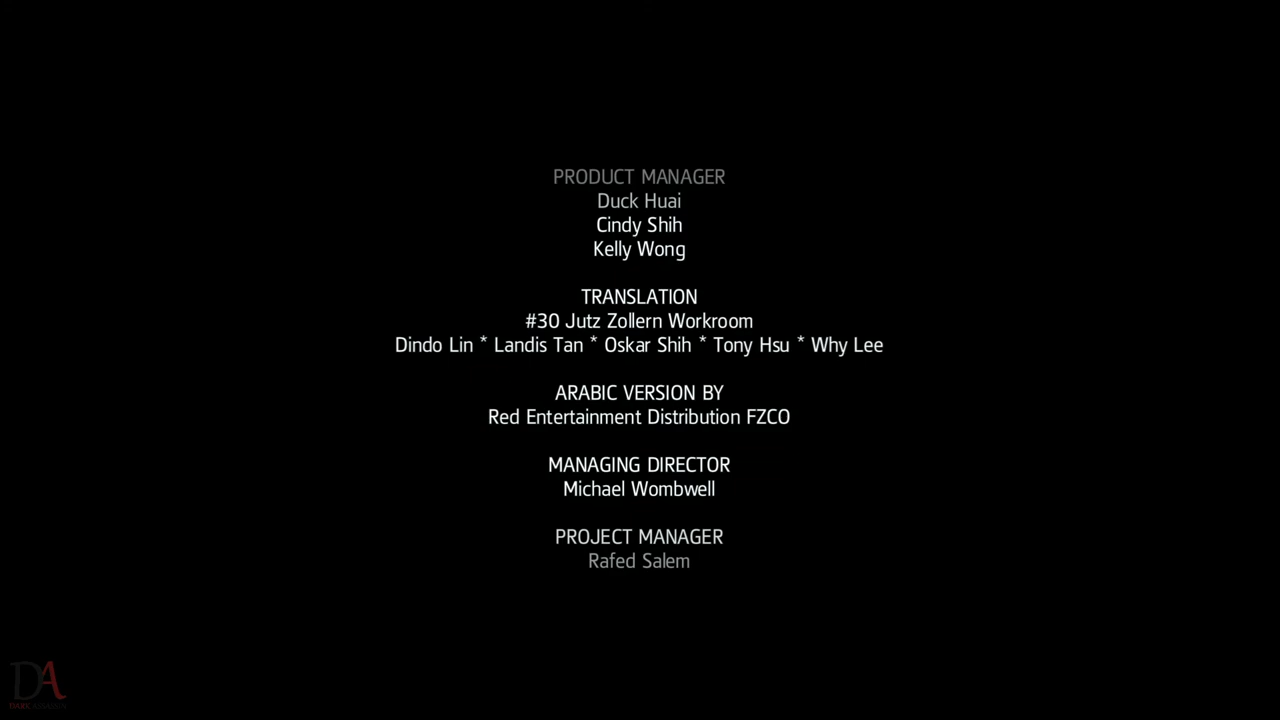 PRODUCT MANAGER
Duck Huai
Cindy Shih
Kelly Wong
TRANSLATION
#30 Jutz Zollern Workroom
Dindo Lin * Landis Tan * Oskar Shih * Tony Hsu * Why Lee
ARABIC VERSION BY
Red Entertainment Distribution FZCO
MANAGING DIRECTOR
Michael Wombwell
PROJECT MANAGER
Rafed Salem
DA
DARK